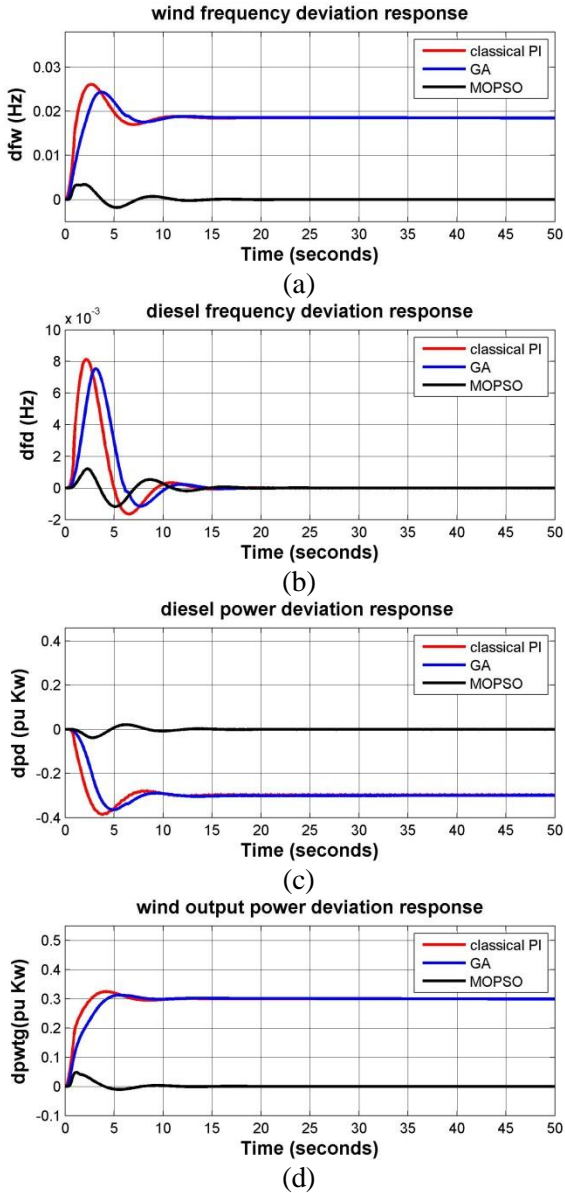 wind frequency deviation response
dfw (Hz)
0.03
0.02
0.01
0
classical PI
GA
MOPSO
0 5 10 15 20 25 30 35 40 45 50
Time (seconds)
(a)
diesel frequency deviation response
x 10⁻³
dfd (Hz)
10
8
6
4
2
0
-2
classical PI
GA
MOPSO
0 5 10 15 20 25 30 35 40 45 50
Time (seconds)
(b)
diesel power deviation response
dpd (pu Kw)
0.4
0.2
0
-0.2
-0.4
classical PI
GA
MOPSO
0 5 10 15 20 25 30 35 40 45 50
Time (seconds)
(c)
wind output power deviation response
dpwtg(pu Kw)
0.5
0.4
0.3
0.2
0.1
0
-0.1
classical PI
GA
MOPSO
0 5 10 15 20 25 30 35 40 45 50
Time (seconds)
(d)